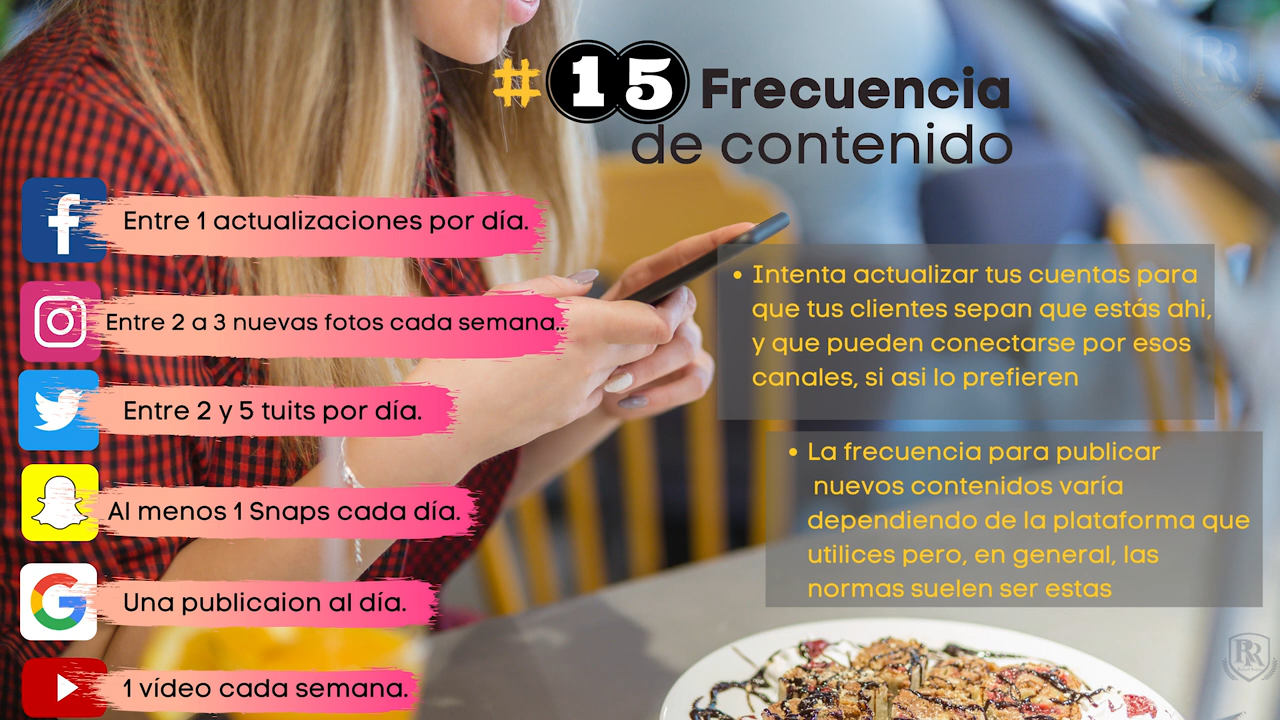 #15 Frecuencia
de contenido
Entre 1 actualizaciones por día.
Entre 2 a 3 nuevas fotos cada semana..
Entre 2 y 5 tuits por día.
Al menos 1 Snaps cada día.
Una publicaion al día.
1 vídeo cada semana.
• Intenta actualizar tus cuentas para
que tus clientes sepan que estás ahi,
y que pueden conectarse por esos
canales, si asi lo prefieren
• La frecuencia para publicar
nuevos contenidos varía
dependiendo de la plataforma que
utilices pero, en general, las
normas suelen ser estas
RR
RR